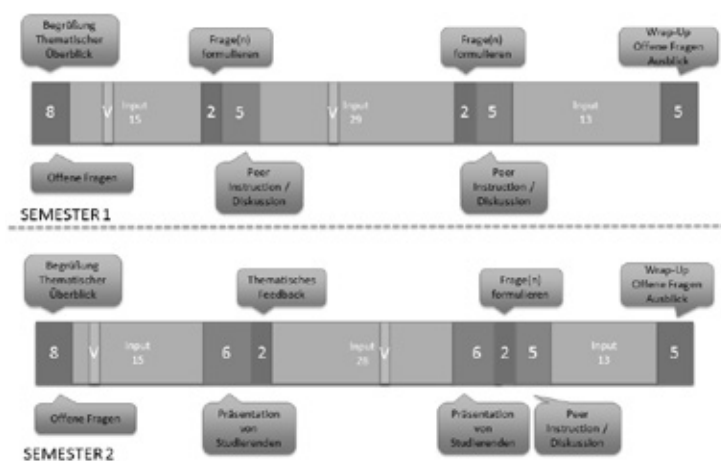 Begrüßung
Thematischer
Überblick
Frage(n)
formulieren
Frage(n)
formulieren
Wrap-Up
Offene Fragen
Ausblick
8
V
Input
15
2
5
V
Input
29
2
5
Input
13
5
Offene Fragen
Peer
Instruction /
Diskussion
Peer
Instruction /
Diskussion
SEMESTER 1
Begrüßung
Thematischer
Überblick
Thematisches
Feedback
Frage(n)
formulieren
Wrap-Up
Offene Fragen
Ausblick
8
V
Input
15
6
2
Input
V
6
2
5
Input
13
5
Offene Fragen
Präsentation
von
Studierenden
Präsentation
von
Studierenden
Peer
Instruction /
Diskussion
SEMESTER 2